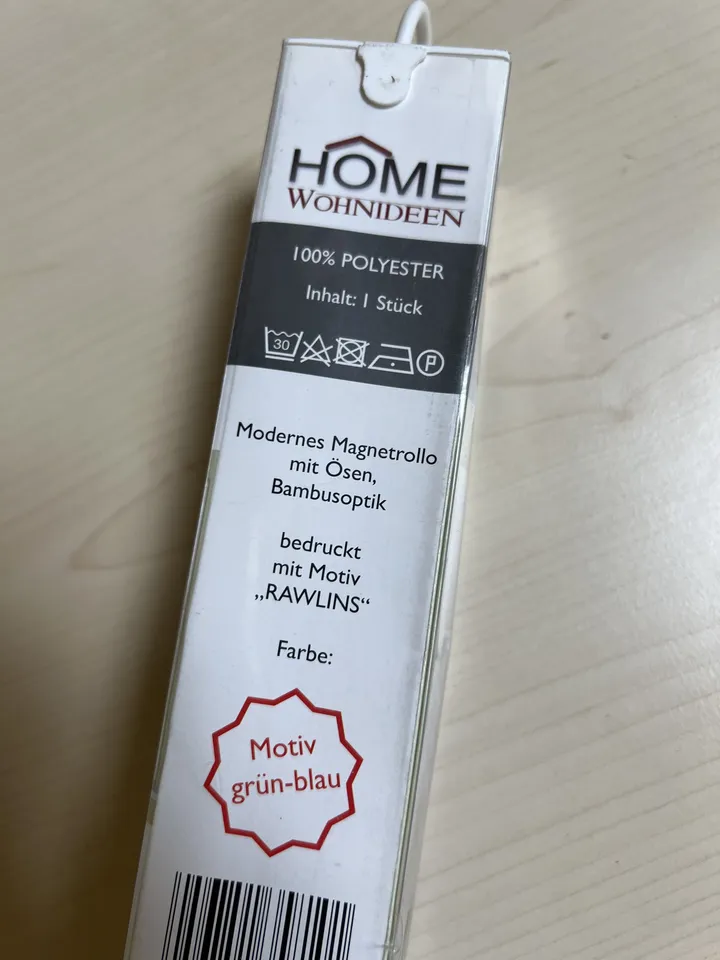 HOME
WOHNIDEEN
100% POLYESTER
Inhalt: 1 Stück
30 P
Modernes Magnetrollo
mit Ösen,
Bambusoptik
bedruckt
mit Motiv
„RAWLINS“
Farbe:
Motiv
grün-blau